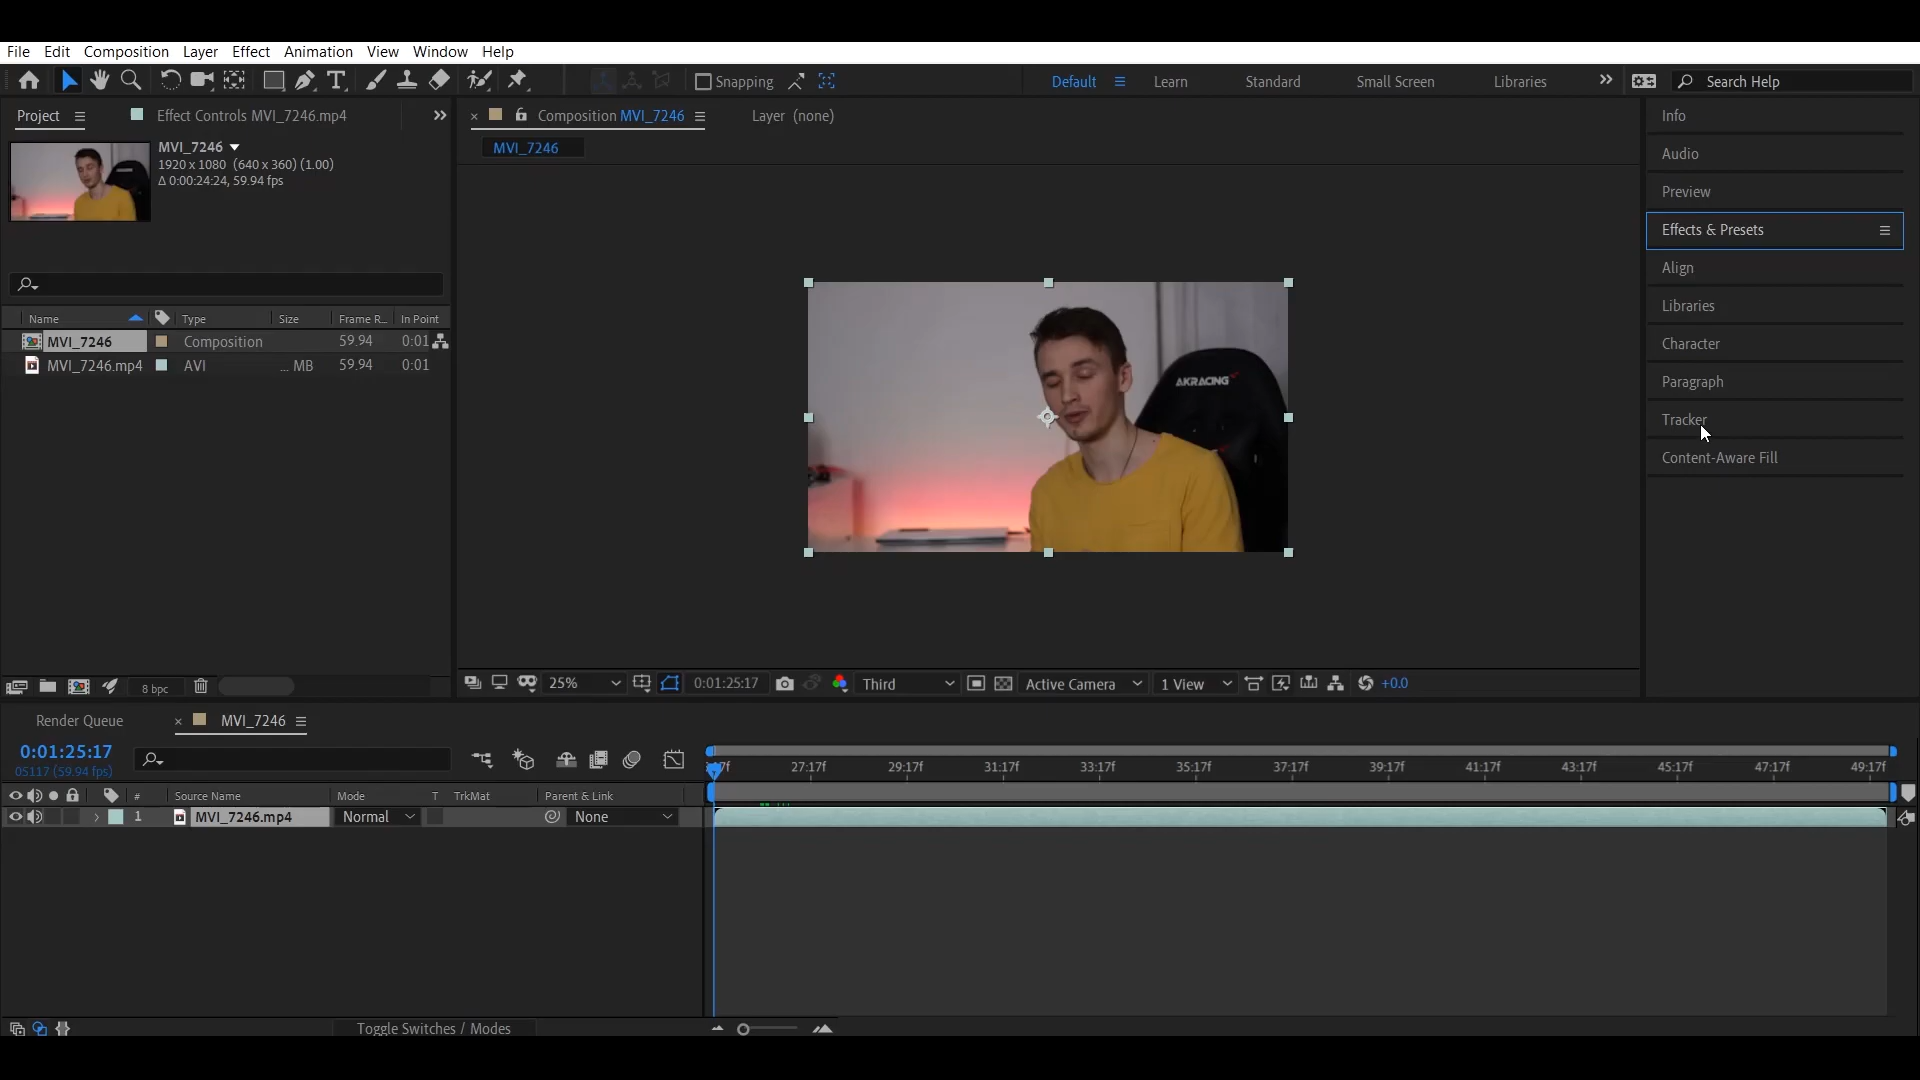 File Edit Composition Layer Effect Animation View Window Help
Snapping Default Learn Standard Small Screen Libraries Search Help
Project Effect Controls MVI_7246.mp4
Composition MVI_7246 Layer (none)
MVI_7246
MVI_7246
1920 x 1080 (640 x 360) (1.00)
Δ 0:00:24:24, 59.94 fps
Name Type Size Frame R... In Point
MVI_7246 Composition 59.94 0:01
MVI_7246.mp4 AVI ... MB 59.94 0:01
AKRACING
Info
Audio
Preview
Effects & Presets
Align
Libraries
Character
Paragraph
Tracker
Content-Aware Fill
8 bpc
25% 0:01:25:17 Third Active Camera 1 View +0.0
Render Queue MVI_7246
0:01:25:17
05117 (59.94 fps)
27:17f 29:17f 31:17f 33:17f 35:17f 37:17f 39:17f 41:17f 43:17f 45:17f 47:17f 49:17f
# Source Name Mode T TrkMat Parent & Link
1 MVI_7246.mp4 Normal None
Toggle Switches / Modes